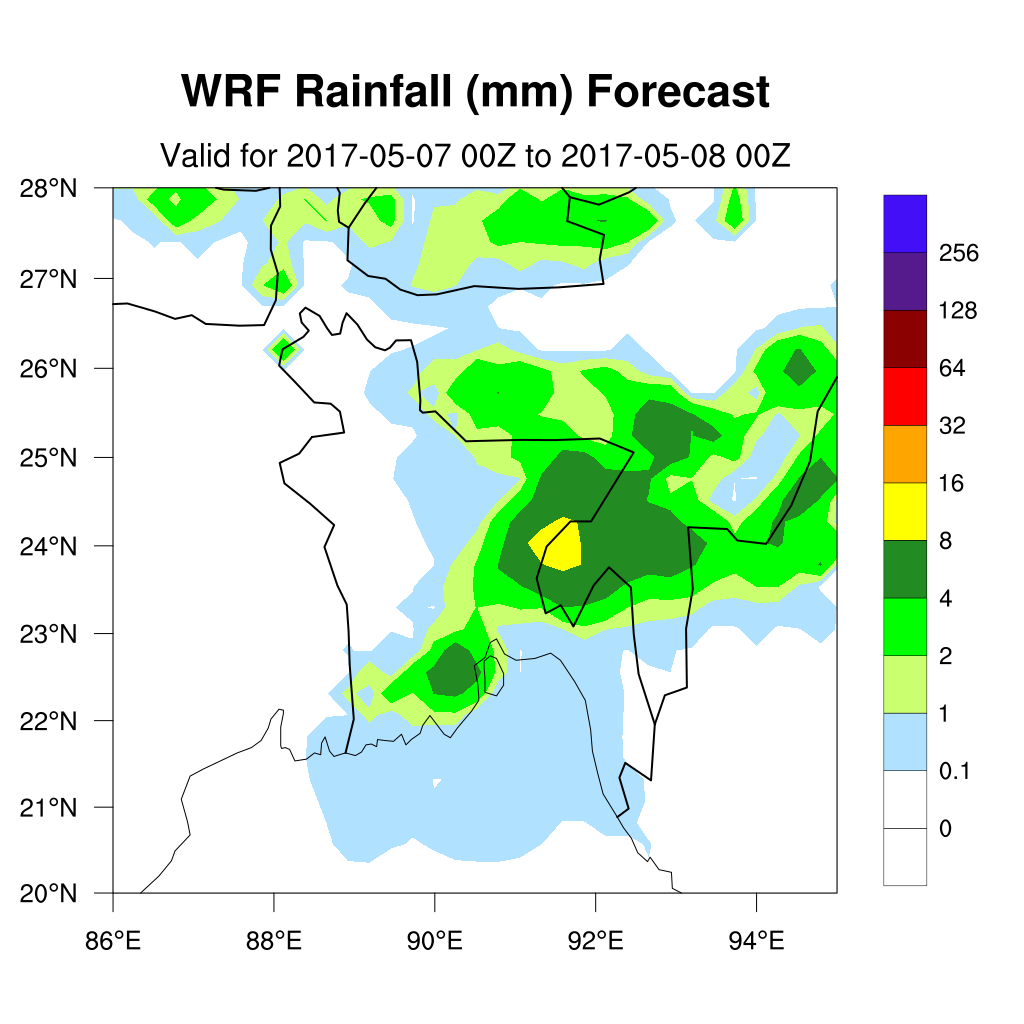 WRF Rainfall (mm) Forecast
Valid for 2017-05-07 00Z to 2017-05-08 00Z
28°N
27°N
26°N
25°N
24°N
23°N
22°N
21°N
20°N
86°E 88°E 90°E 92°E 94°E
256
128
64
32
16
8
4
2
1
0.1
0